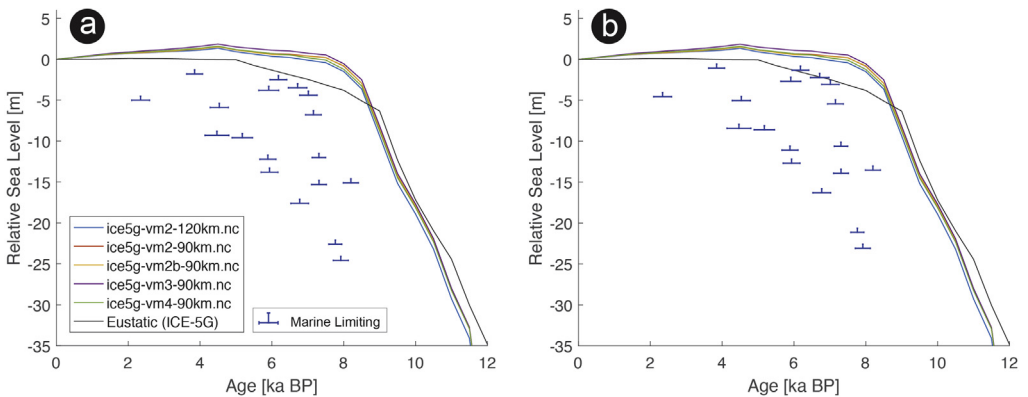 a
5
0
-5
-10
-15
-20
-25
-30
-35
Relative Sea Level [m]
0
2
4
6
8
10
12
Age [ka BP]
ice5g-vm2-120km.nc
ice5g-vm2-90km.nc
ice5g-vm2b-90km.nc
ice5g-vm3-90km.nc
ice5g-vm4-90km.nc
Eustatic (ICE-5G)
Marine Limiting
b
5
0
-5
-10
-15
-20
-25
-30
-35
Relative Sea Level [m]
0
2
4
6
8
10
12
Age [ka BP]